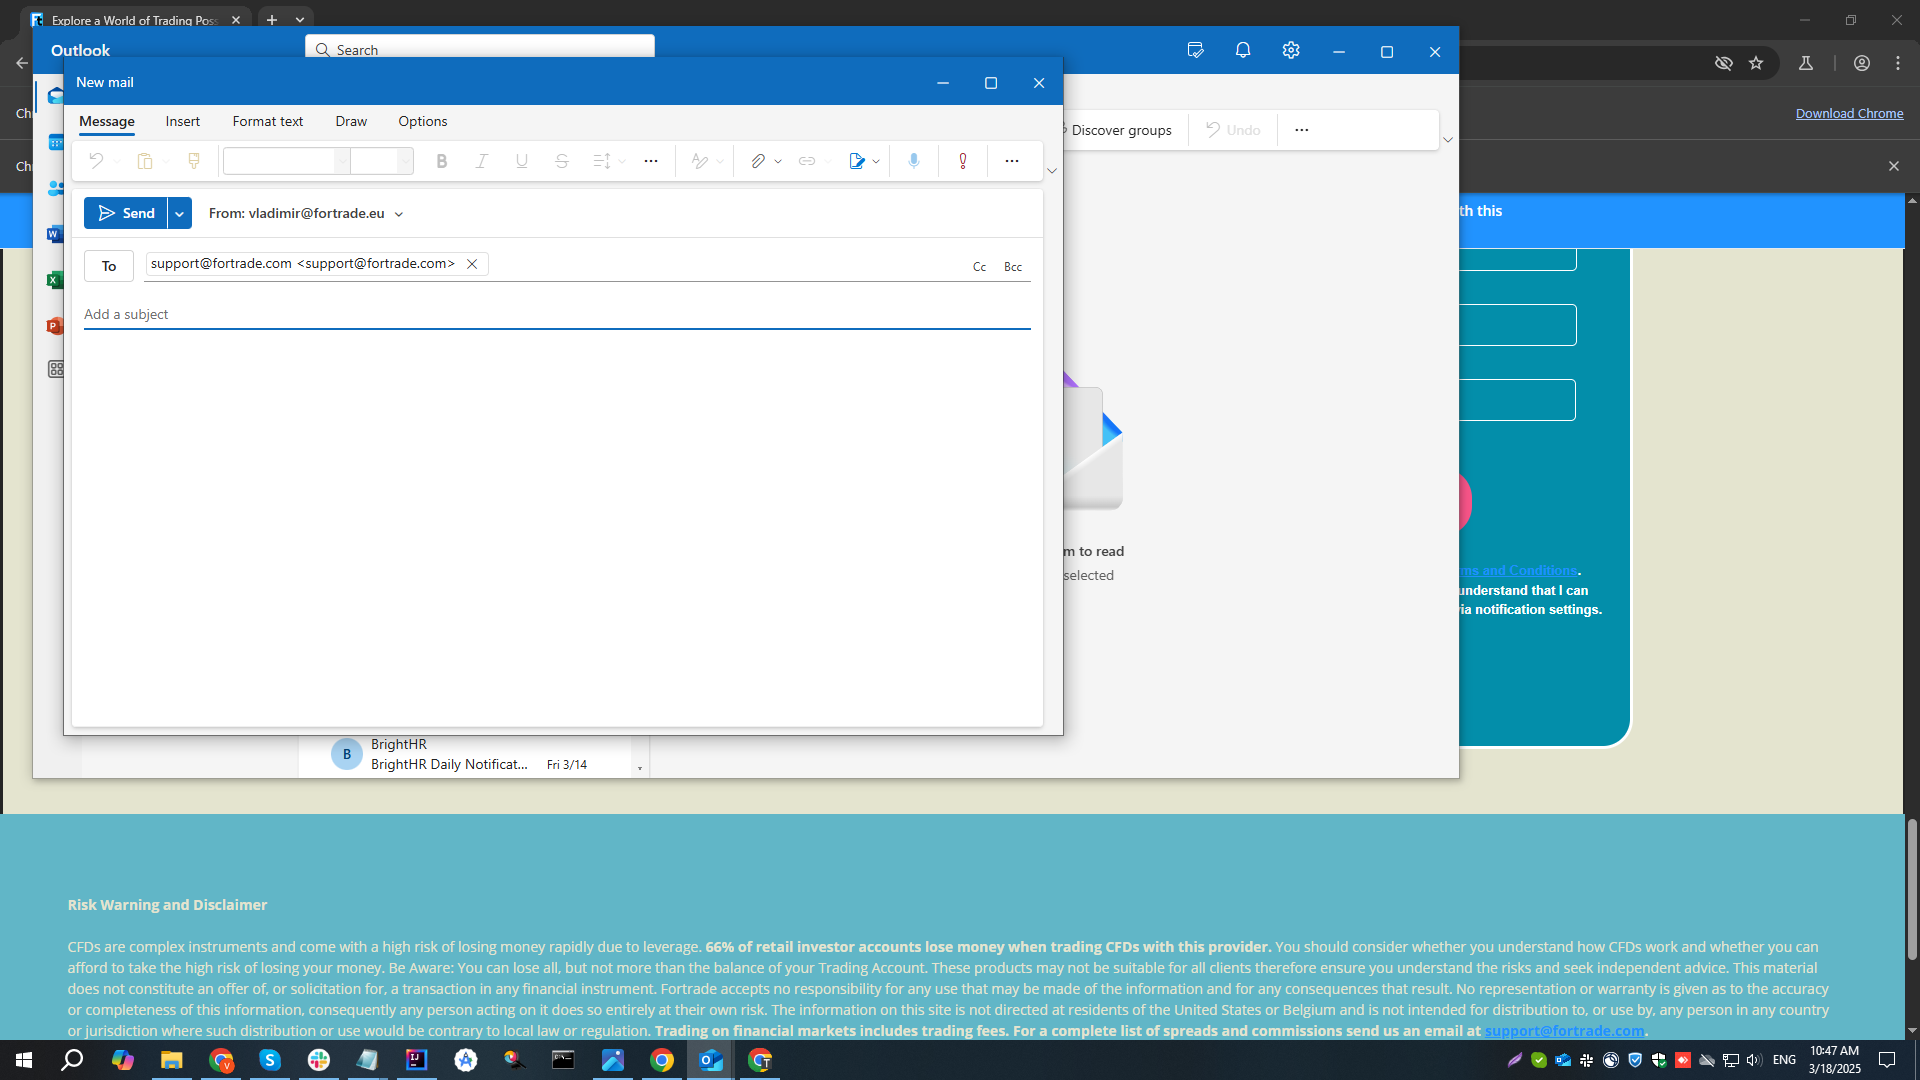 Explore a World of Trading Poss
Outlook
Search
New mail
Message
Insert
Format text
Draw
Options
Discover groups
Undo
Download Chrome
Ch
Ch
Send
From: vladimir@fortrade.eu
th this
To
support@fortrade.com <support@fortrade.com>
Cc
Bcc
Add a subject
m to read
selected
ms and Conditions.
understand that I can
via notification settings.
B
BrightHR
BrightHR Daily Notificat...
Fri 3/14
Risk Warning and Disclaimer
CFDs are complex instruments and come with a high risk of losing money rapidly due to leverage. 66% of retail investor accounts lose money when trading CFDs with this provider. You should consider whether you understand how CFDs work and whether you can
afford to take the high risk of losing your money. Be Aware: You can lose all, but not more than the balance of your Trading Account. These products may not be suitable for all clients therefore ensure you understand the risks and seek independent advice. This material
does not constitute an offer of, or solicitation for, a transaction in any financial instrument. Fortrade accepts no responsibility for any use that may be made of the information and for any consequences that result. No representation or warranty is given as to the accuracy
or completeness of this information, consequently any person acting on it does so entirely at their own risk. The information on this site is not directed at residents of the United States or Belgium and is not intended for distribution to, or use by, any person in any country
or jurisdiction where such distribution or use would be contrary to local law or regulation. Trading on financial markets includes trading fees. For a complete list of spreads and commissions send us an email at support@fortrade.com.
ENG
10:47 AM
3/18/2025